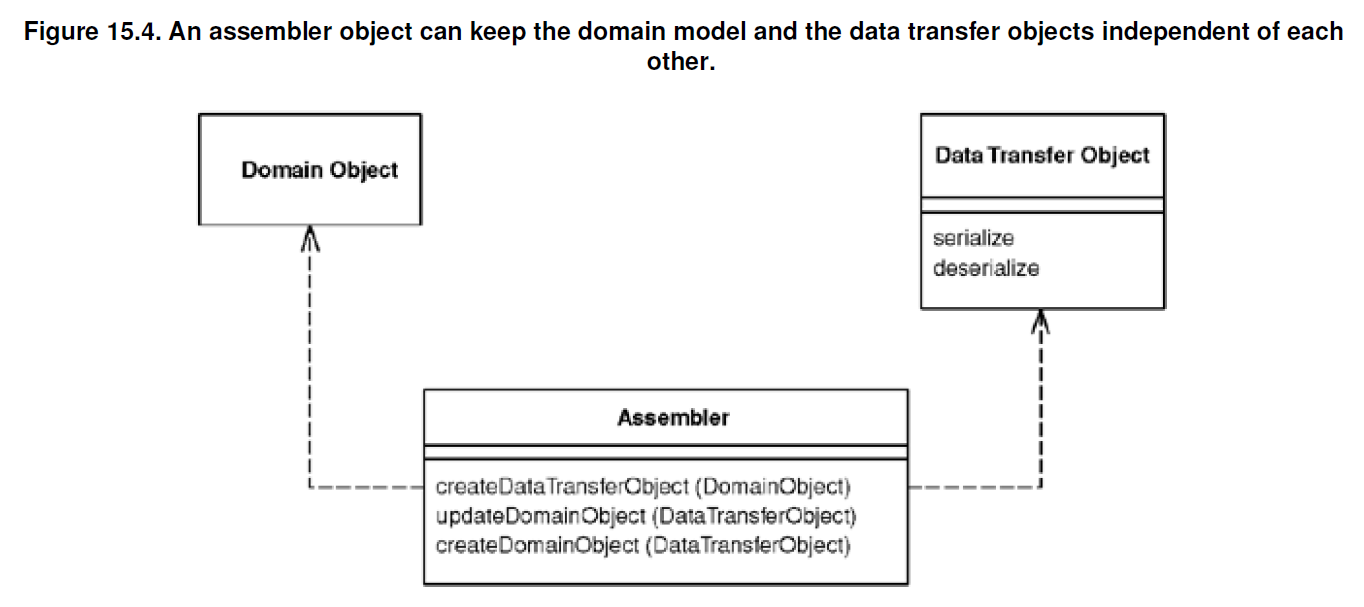 Figure 15.4. An assembler object can keep the domain model and the data transfer objects independent of each
other.
Domain Object
Data Transfer Object
serialize
deserialize
Assembler
createDataTransferObject (DomainObject)
updateDomainObject (DataTransferObject)
createDomainObject (DataTransferObject)